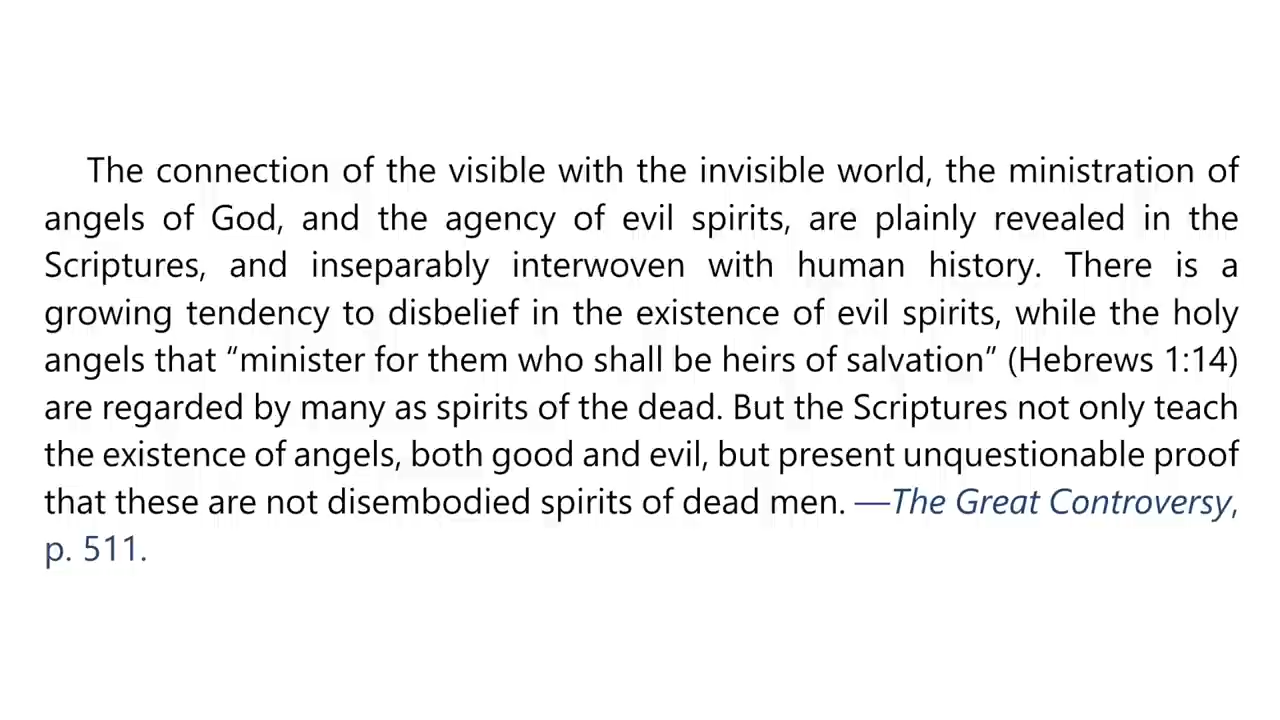 The connection of the visible with the invisible world, the ministration of
angels of God, and the agency of evil spirits, are plainly revealed in the
Scriptures, and inseparably interwoven with human history. There is a
growing tendency to disbelief in the existence of evil spirits, while the holy
angels that “minister for them who shall be heirs of salvation” (Hebrews 1:14)
are regarded by many as spirits of the dead. But the Scriptures not only teach
the existence of angels, both good and evil, but present unquestionable proof
that these are not disembodied spirits of dead men. —The Great Controversy,
p. 511.